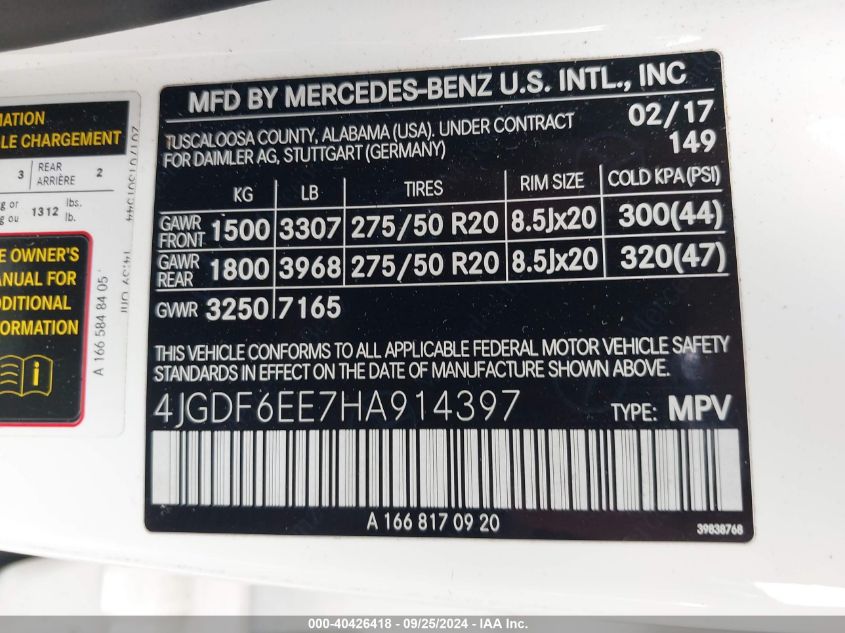 MATION
LE CHARGEMENT
3 REAR ARRIÈRE 2
g or
g ou 1312 lbs. lb.
E OWNER'S
ANUAL FOR
DDITIONAL
FORMATION
A 166 584 84 05
MFD BY MERCEDES-BENZ U.S. INTL., INC
TUSCALOOSA COUNTY, ALABAMA (USA). UNDER CONTRACT 02/17
FOR DAIMLER AG, STUTTGART (GERMANY) 149
KG LB TIRES RIM SIZE COLD KPA (PSI)
GAWR FRONT 1500 3307 275/50 R20 8.5Jx20 300(44)
GAWR REAR 1800 3968 275/50 R20 8.5Jx20 320(47)
GVWR 3250 7165
THIS VEHICLE CONFORMS TO ALL APPLICABLE FEDERAL MOTOR VEHICLE SAFETY
STANDARDS IN EFFECT ON THE DATE OF MANUFACTURE SHOWN ABOVE.
4JGDF6EE7HA914397 TYPE: MPV
A 166 817 09 20
39838768
000-40426418 - 09/25/2024 - IAA Inc.